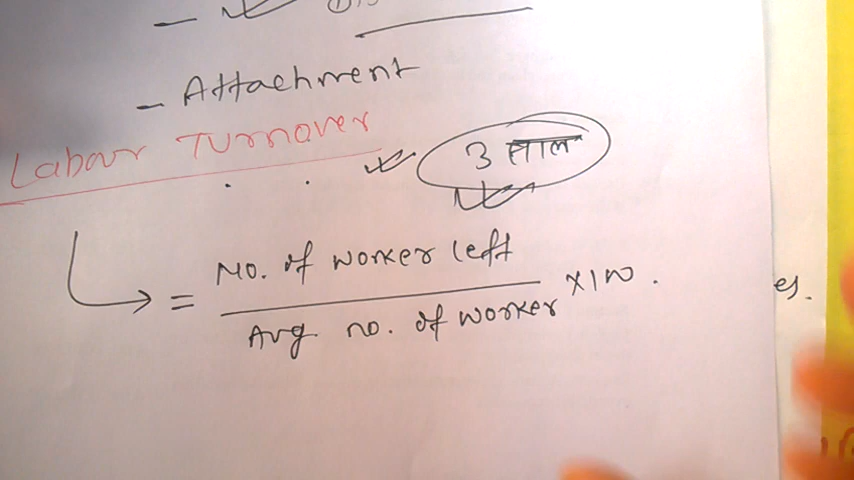 - Attachment
Labour Turnover
3 साल
= No. of worker left
Avg. no. of worker ×100.
es.